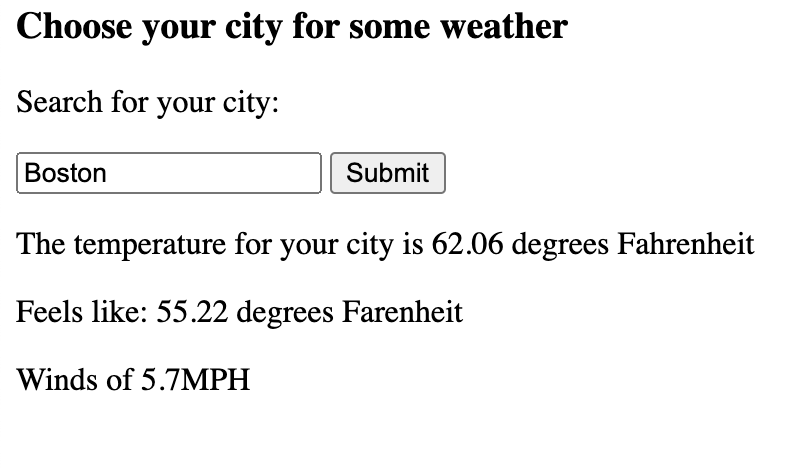 Choose your city for some weather
Search for your city:
Boston Submit
The temperature for your city is 62.06 degrees Fahrenheit
Feels like: 55.22 degrees Farenheit
Winds of 5.7MPH